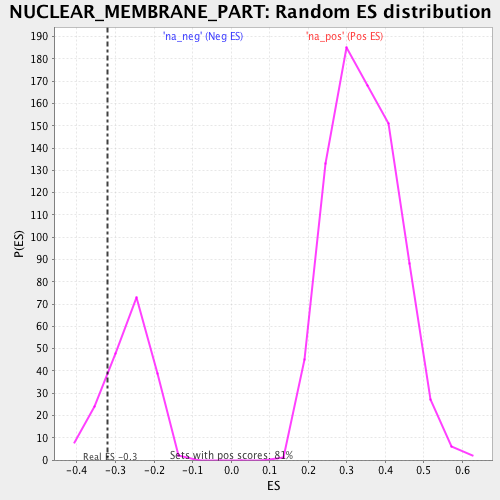 NUCLEAR_MEMBRANE_PART: Random ES distribution
'na_neg' (Neg ES)
'na_pos' (Pos ES)
190
180
170
160
150
140
130
120
110
100
90
80
70
60
50
40
30
20
10
0
P(ES)
Real ES -0.3
Sets with pos scores: 81%
-0.4 -0.3 -0.2 -0.1 0.0 0.1 0.2 0.3 0.4 0.5 0.6
ES